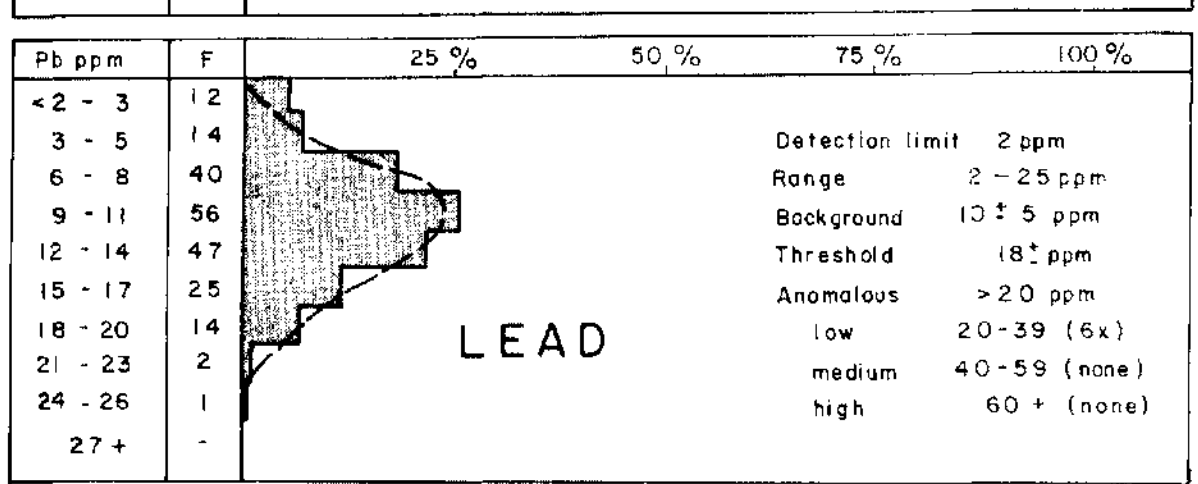 Pb ppm F 25 % 50 % 75 % 100 %
<2 - 3 12
3 - 5 14 Detection limit 2 ppm
6 - 8 40 Range 2 - 25 ppm
9 - 11 56 Background 10 ± 5 ppm
12 - 14 47 Threshold 18 ± ppm
15 - 17 25 Anomalous > 20 ppm
18 - 20 14 LEAD low 20-39 (6x)
21 - 23 2 medium 40-59 (none)
24 - 26 1 high 60 + (none)
27 + -